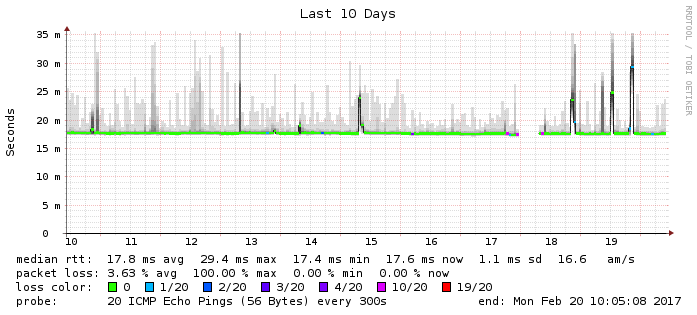 Last 10 Days
RRDTOOL / TOBI OETIKER
Seconds
35 m
30 m
25 m
20 m
15 m
10 m
5 m
0
10 11 12 13 14 15 16 17 18 19
median rtt: 17.8 ms avg 29.4 ms max 17.4 ms min 17.6 ms now 1.1 ms sd 16.6 am/s
packet loss: 3.63 % avg 100.00 % max 0.00 % min 0.00 % now
loss color: 0 1/20 2/20 3/20 4/20 10/20 19/20
probe: 20 ICMP Echo Pings (56 Bytes) every 300s end: Mon Feb 20 10:05:08 2017